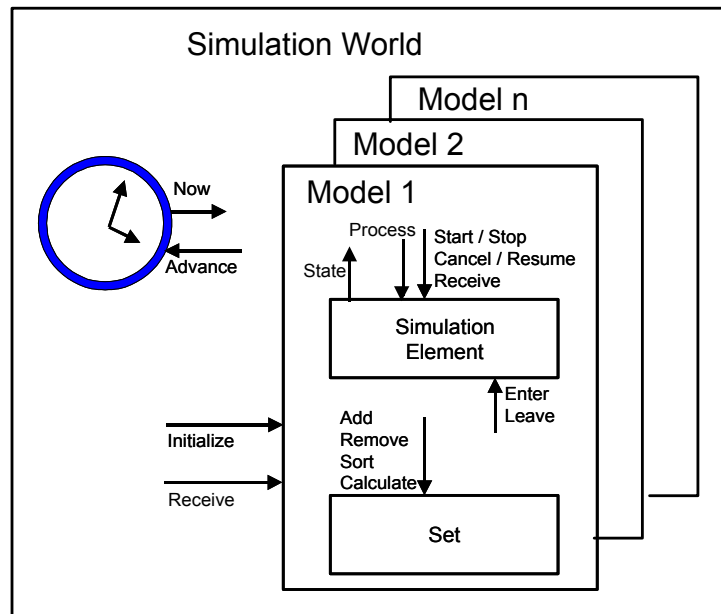 Simulation World
Model n
Model 2
Model 1
Now
Advance
Process
State
Start / Stop
Cancel / Resume
Receive
Simulation
Element
Enter
Leave
Initialize
Receive
Add
Remove
Sort
Calculate
Set